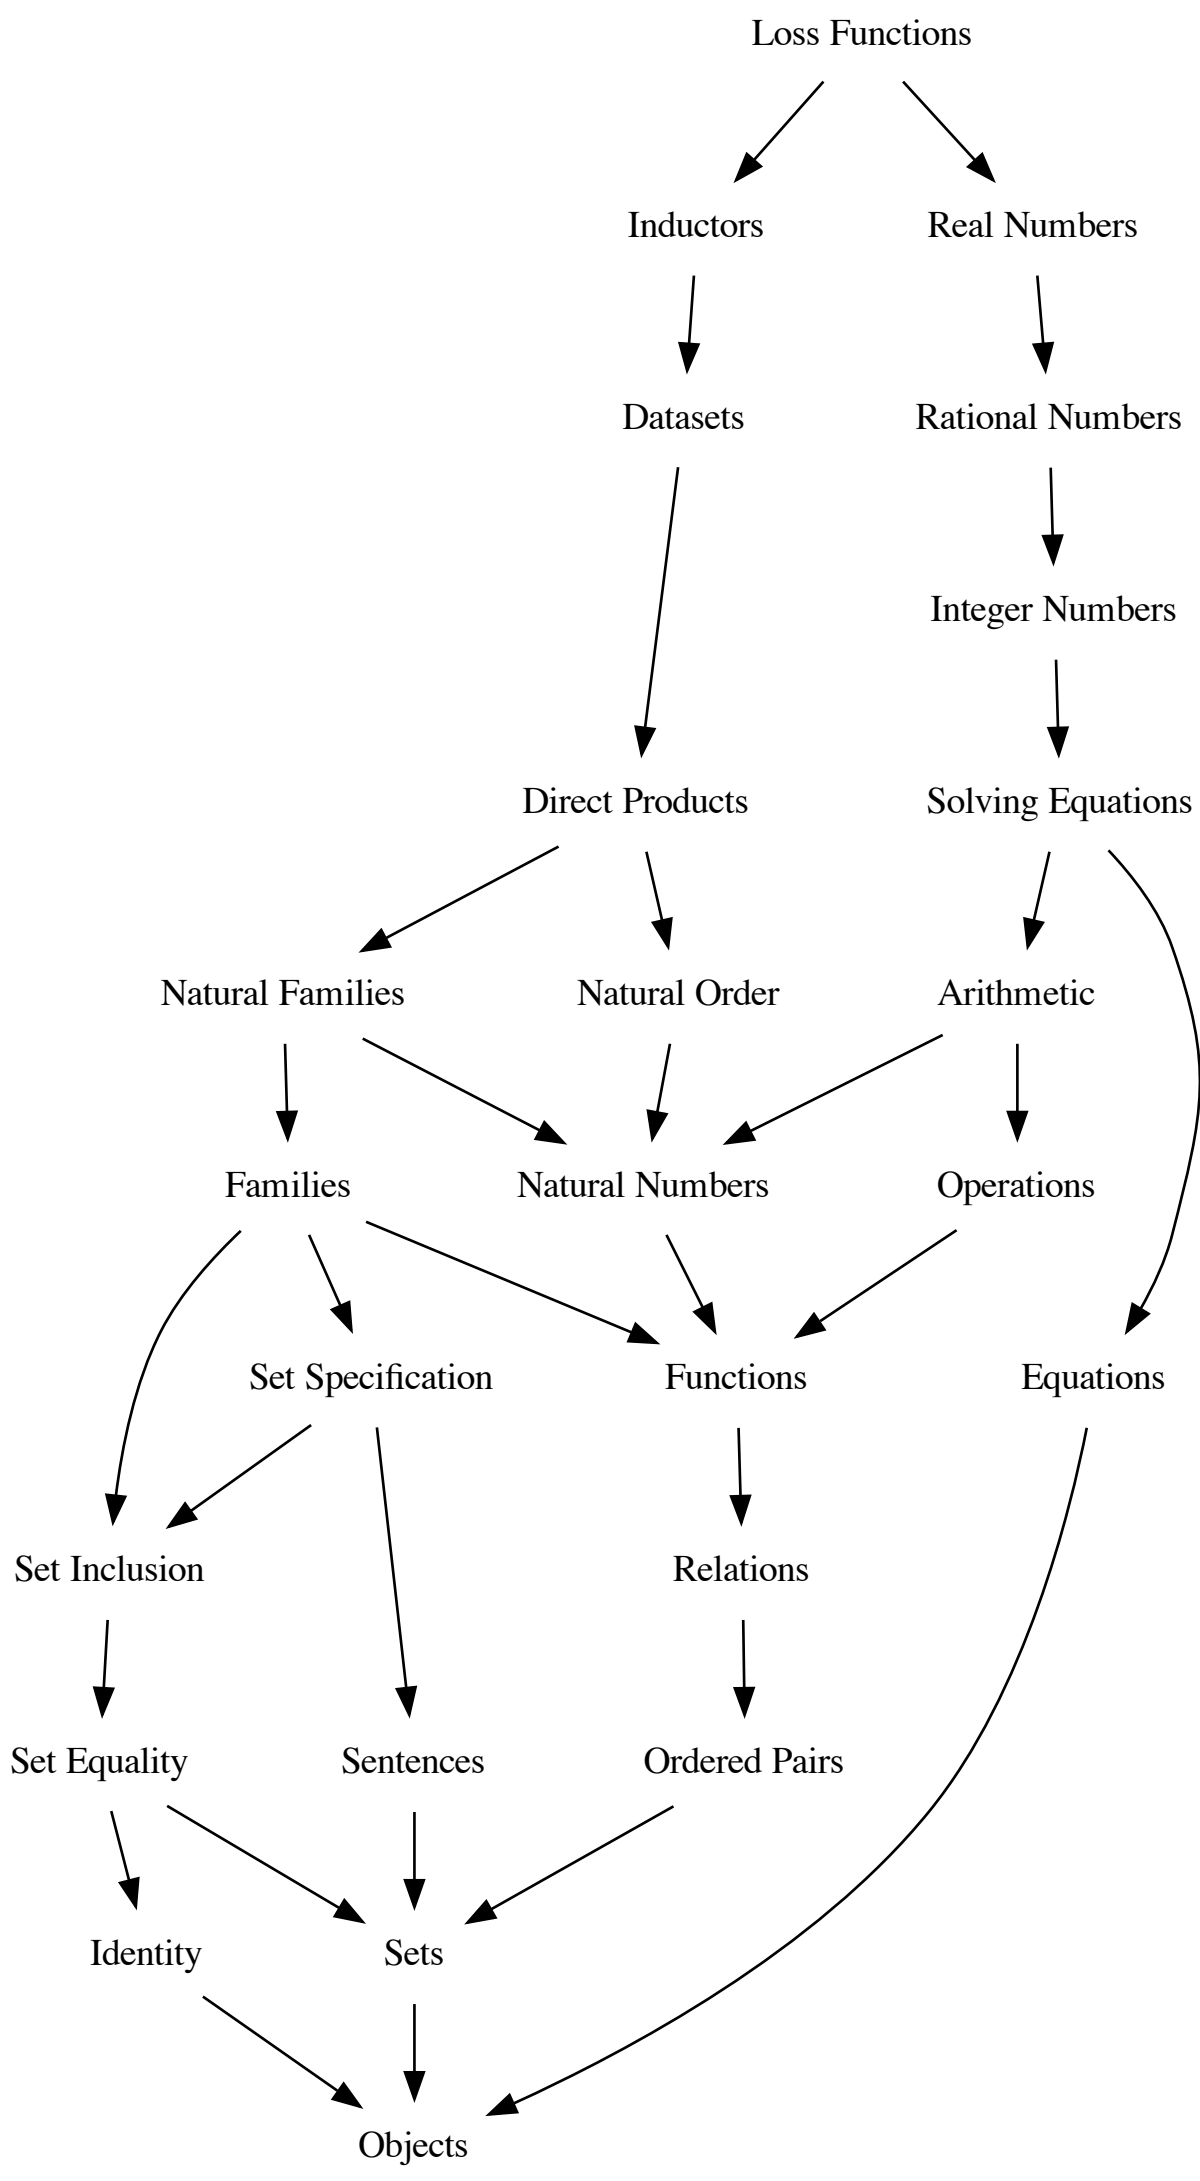 Loss Functions
Inductors
Real Numbers
Datasets
Rational Numbers
Integer Numbers
Direct Products
Solving Equations
Natural Families
Natural Order
Arithmetic
Families
Natural Numbers
Operations
Set Specification
Functions
Equations
Set Inclusion
Relations
Set Equality
Sentences
Ordered Pairs
Identity
Sets
Objects